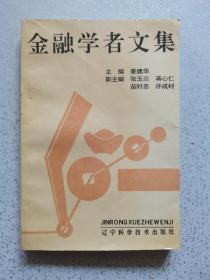 金融学者文集
主编 姜建华
副主编 张玉兰 蒋心仁
苗时忠 许成材
JINRONGXUEZHEWENJI
辽宁科学技术出版社